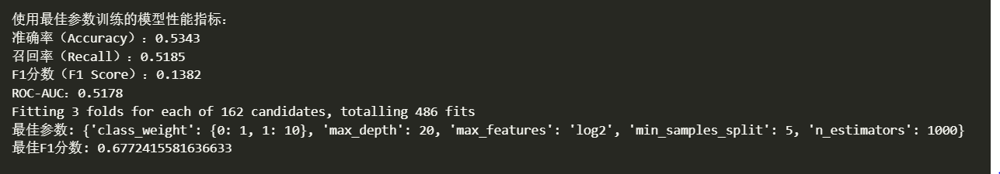 使用最佳参数训练的模型性能指标：
准确率（Accuracy）：0.5343
召回率（Recall）：0.5185
F1分数（F1 Score）：0.1382
ROC-AUC：0.5178
Fitting 3 folds for each of 162 candidates, totalling 486 fits
最佳参数: {'class_weight': {0: 1, 1: 10}, 'max_depth': 20, 'max_features': 'log2', 'min_samples_split': 5, 'n_estimators': 1000}
最佳F1分数: 0.6772415581636633